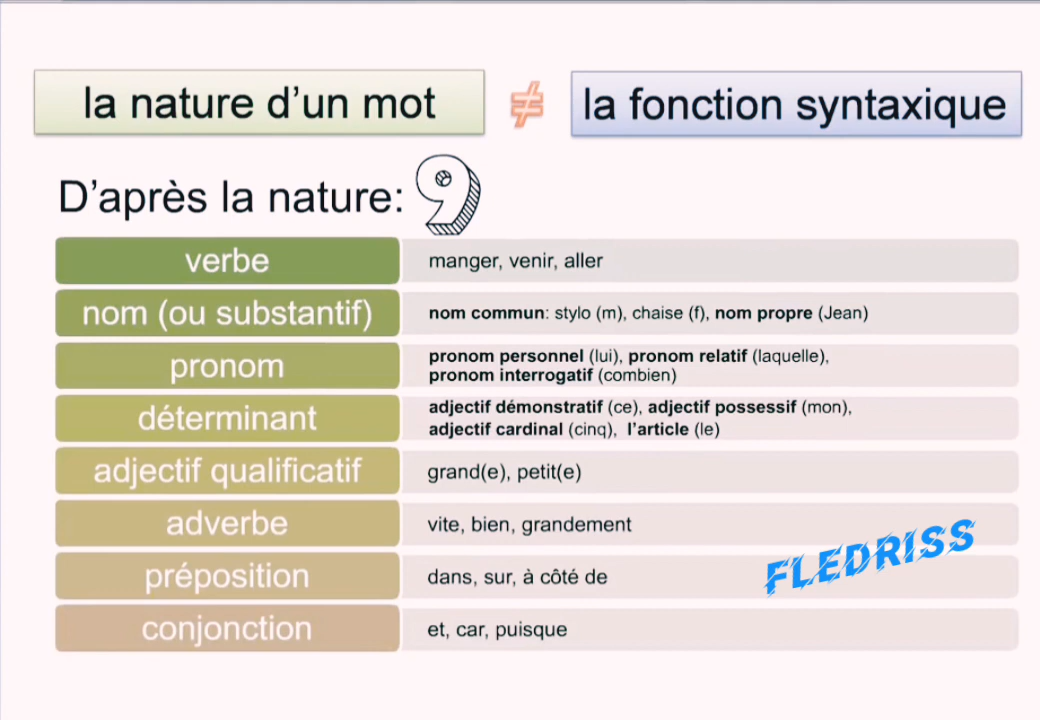 la nature d’un mot ≠ la fonction syntaxique
D’après la nature: 9
verbe manger, venir, aller
nom (ou substantif) nom commun: stylo (m), chaise (f), nom propre (Jean)
pronom pronom personnel (lui), pronom relatif (laquelle),
pronom interrogatif (combien)
déterminant adjectif démonstratif (ce), adjectif possessif (mon),
adjectif cardinal (cinq), l’article (le)
adjectif qualificatif grand(e), petit(e)
adverbe vite, bien, grandement
préposition dans, sur, à côté de
FLEDRISS
conjonction et, car, puisque